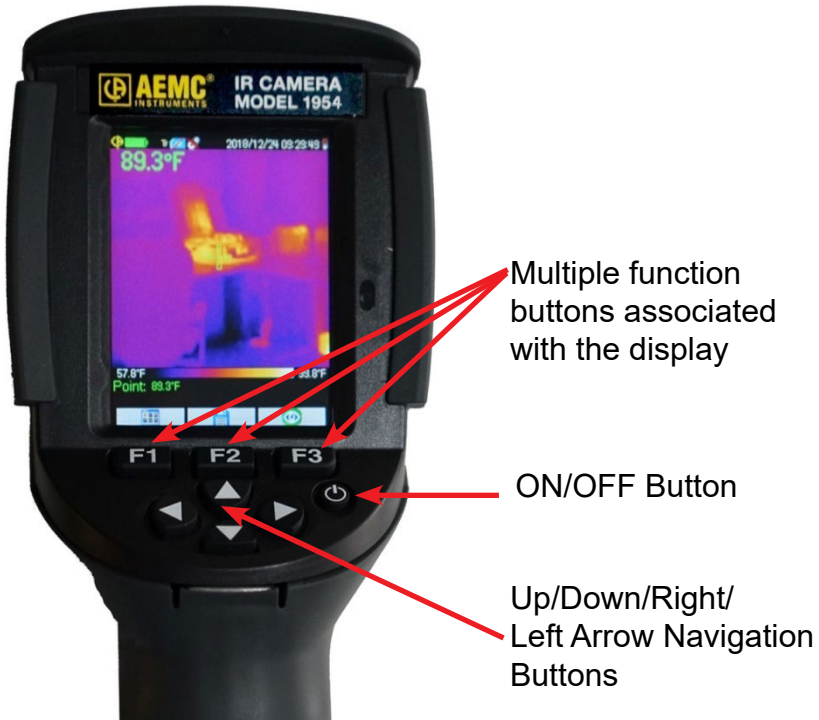 AEMC®
INSTRUMENTS
IR CAMERA
MODEL 1954
2018/12/24 09:29:49
89.3°F
57.8°F
99.8°F
Point: 89.3°F
F1 F2 F3
Multiple function
buttons associated
with the display
ON/OFF Button
Up/Down/Right/
Left Arrow Navigation
Buttons